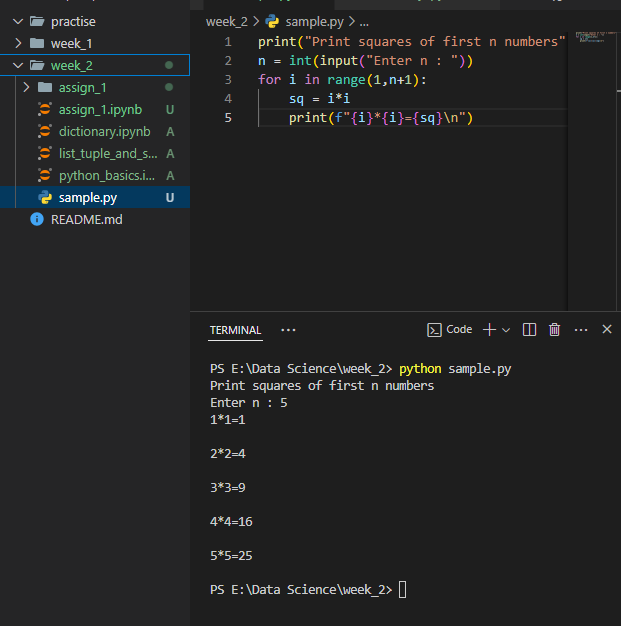 practise
week_1
week_2
assign_1
assign_1.ipynb U
dictionary.ipynb A
list_tuple_and_s... A
python_basics.i... A
sample.py U
README.md
week_2 > sample.py > ...
1 print("Print squares of first n numbers"
2 n = int(input("Enter n : "))
3 for i in range(1,n+1):
4 sq = i*i
5 print(f"{i}*{i}={sq}\n")
TERMINAL ... Code
PS E:\Data Science\week_2> python sample.py
Print squares of first n numbers
Enter n : 5
1*1=1
2*2=4
3*3=9
4*4=16
5*5=25
PS E:\Data Science\week_2>